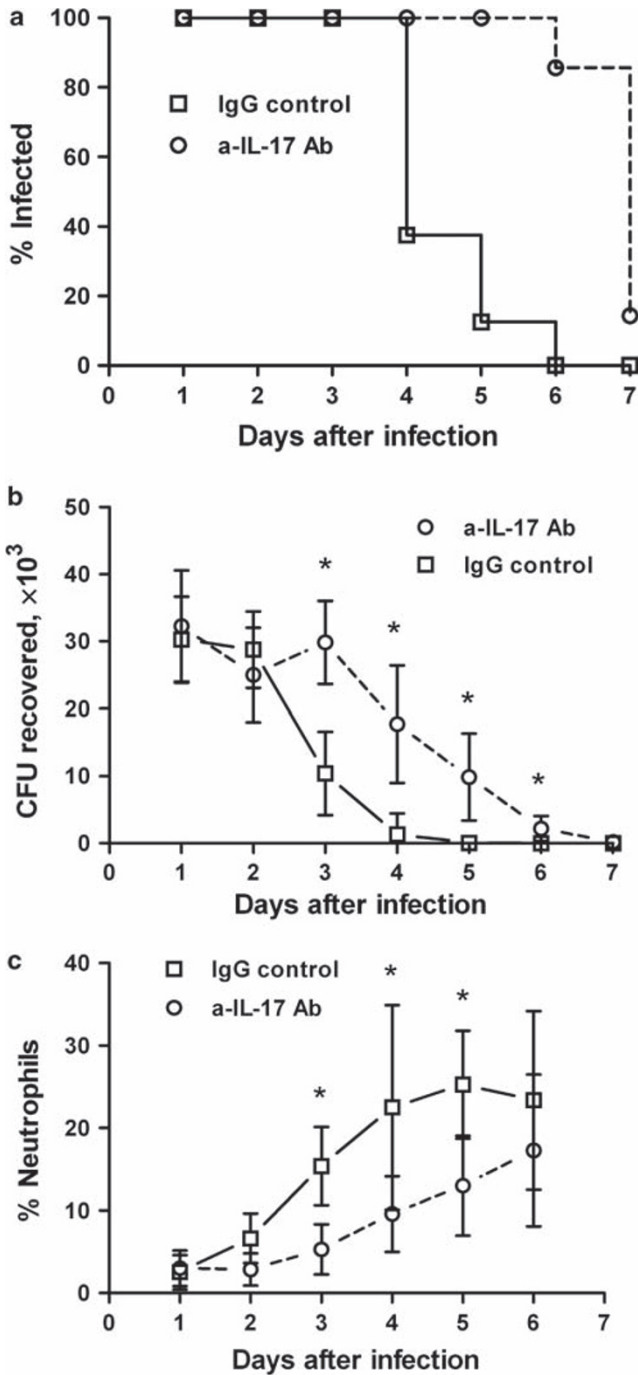 a
100
80
60
40
20
0
% Infected
IgG control
a-IL-17 Ab
0 1 2 3 4 5 6 7
Days after infection
b
50
40
30
20
10
0
CFU recovered, ×10³
a-IL-17 Ab
IgG control
*
*
*
*
0 1 2 3 4 5 6 7
Days after infection
c
40
30
20
10
0
% Neutrophils
IgG control
a-IL-17 Ab
*
*
*
0 1 2 3 4 5 6 7
Days after infection